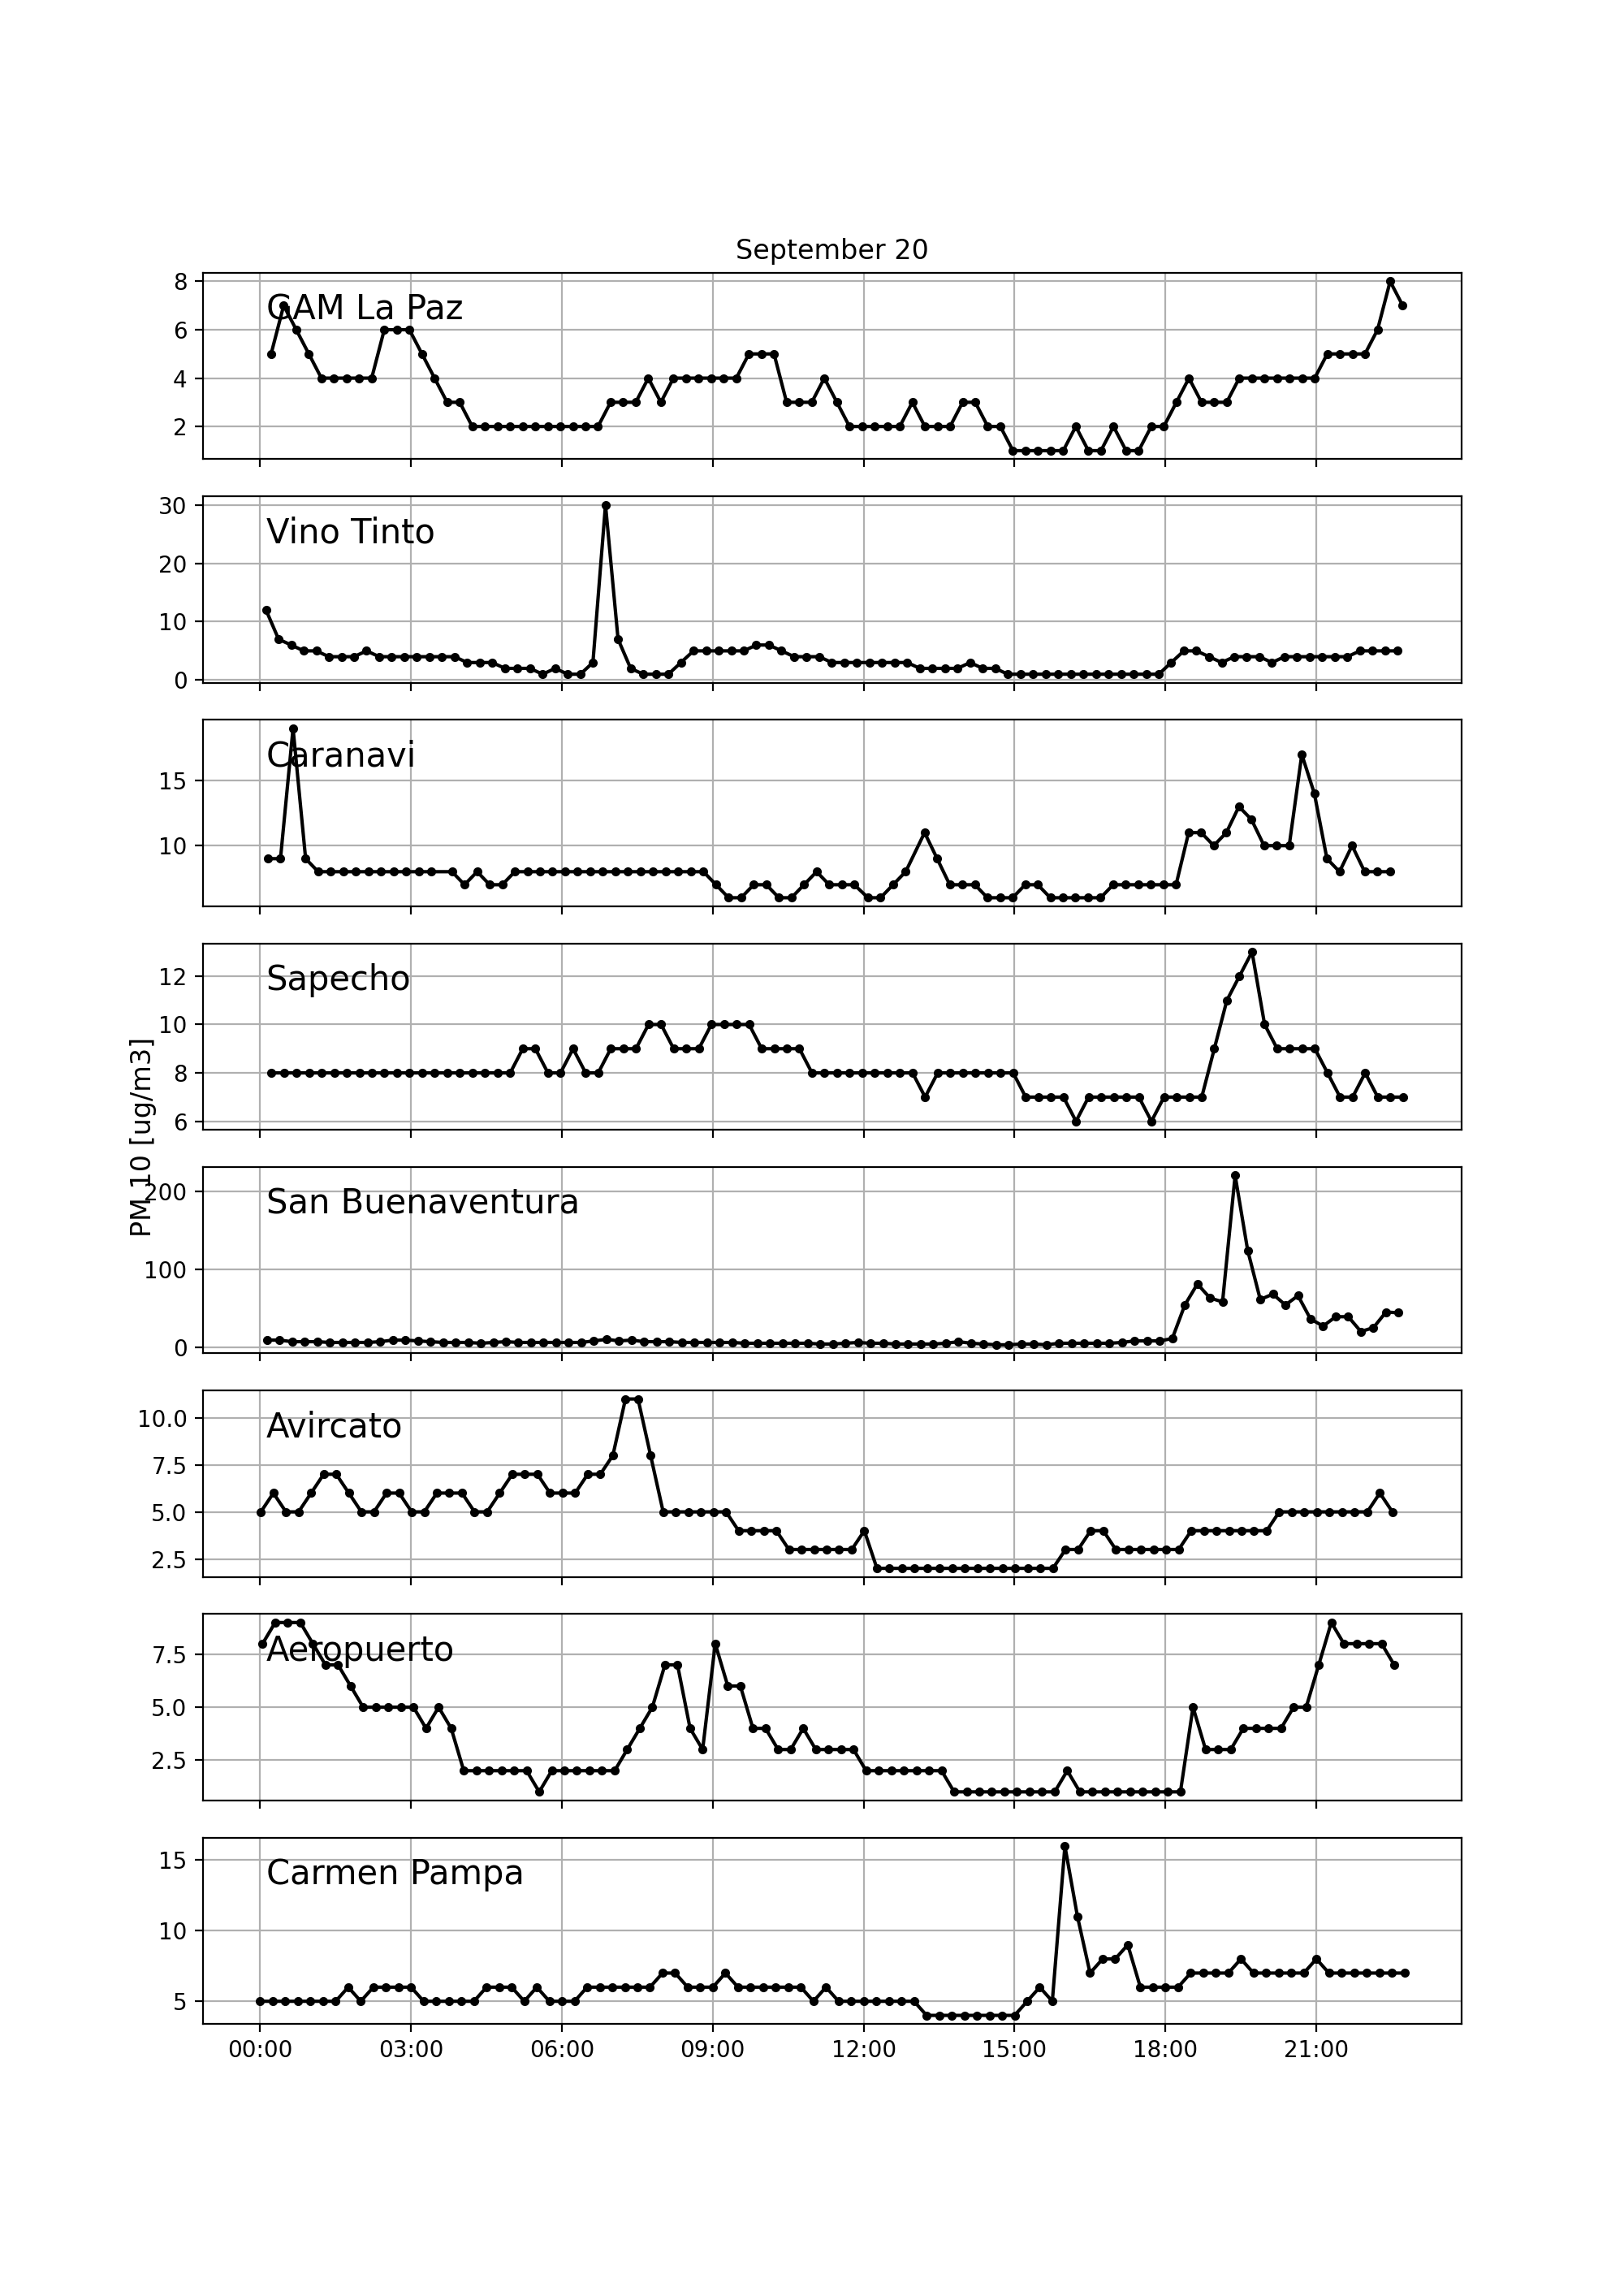 September 20
8
GAM La Paz
6
4
2
30
Vino Tinto
20
10
0
Caranavi
15
10
12
Sapecho
10
8
6
PM 10 [ug/m3]
200
San Buenaventura
100
0
10.0
Avircato
7.5
5.0
2.5
7.5
Aeropuerto
5.0
2.5
15
Carmen Pampa
10
5
00:00 03:00 06:00 09:00 12:00 15:00 18:00 21:00